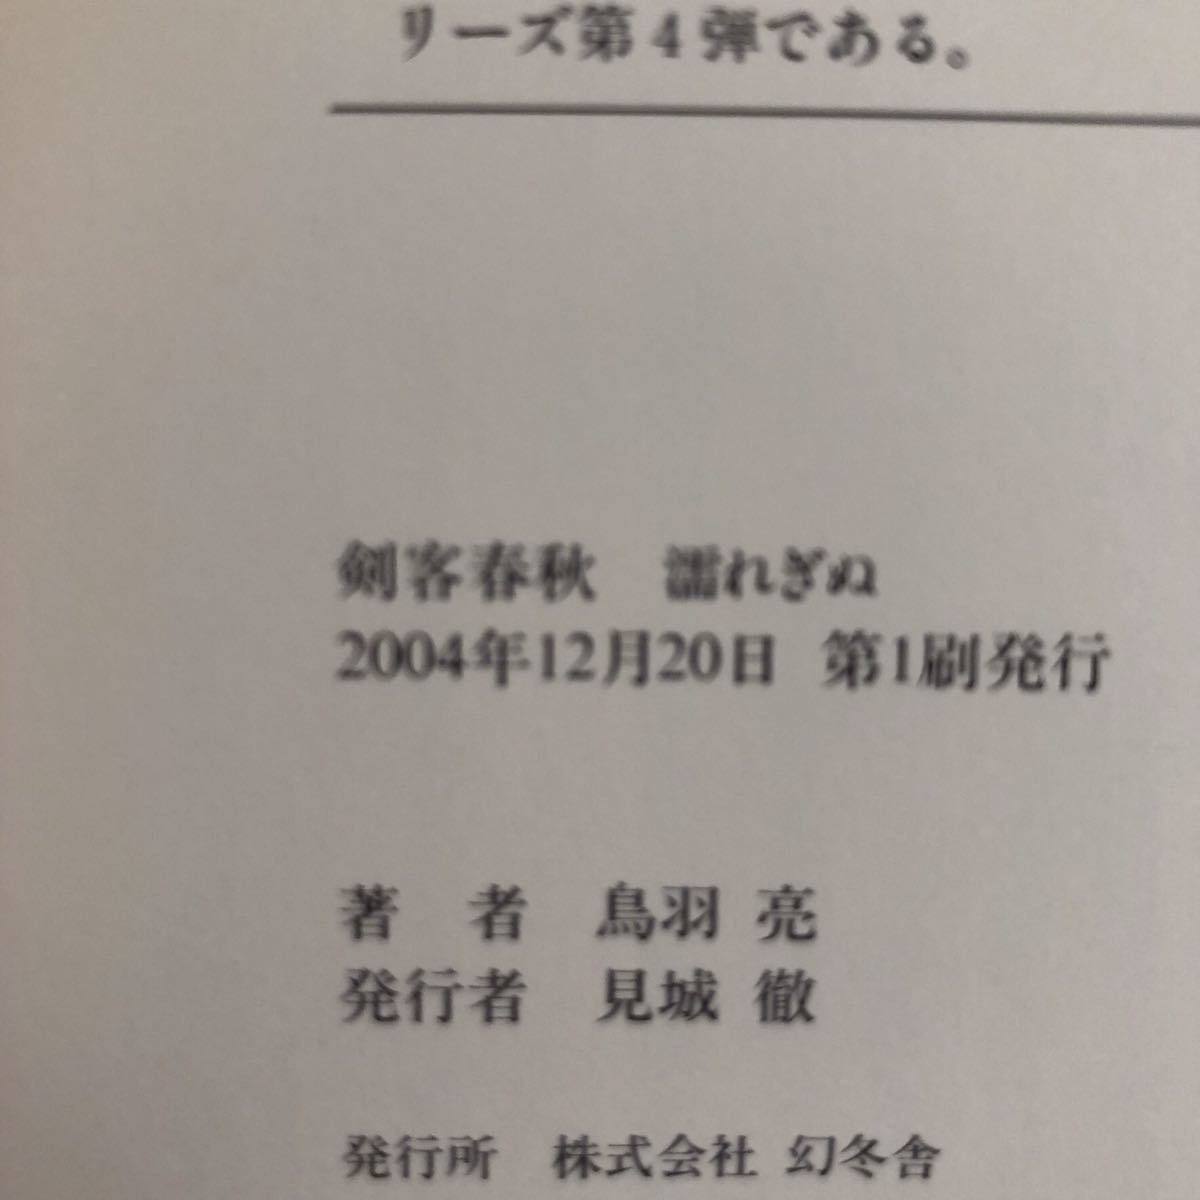 リーズ第4弾である。
剣客春秋　濡れぎぬ
2004年12月20日　第1刷発行
著　者　鳥羽 亮
発行者　見城 徹
発行所　株式会社 幻冬舎